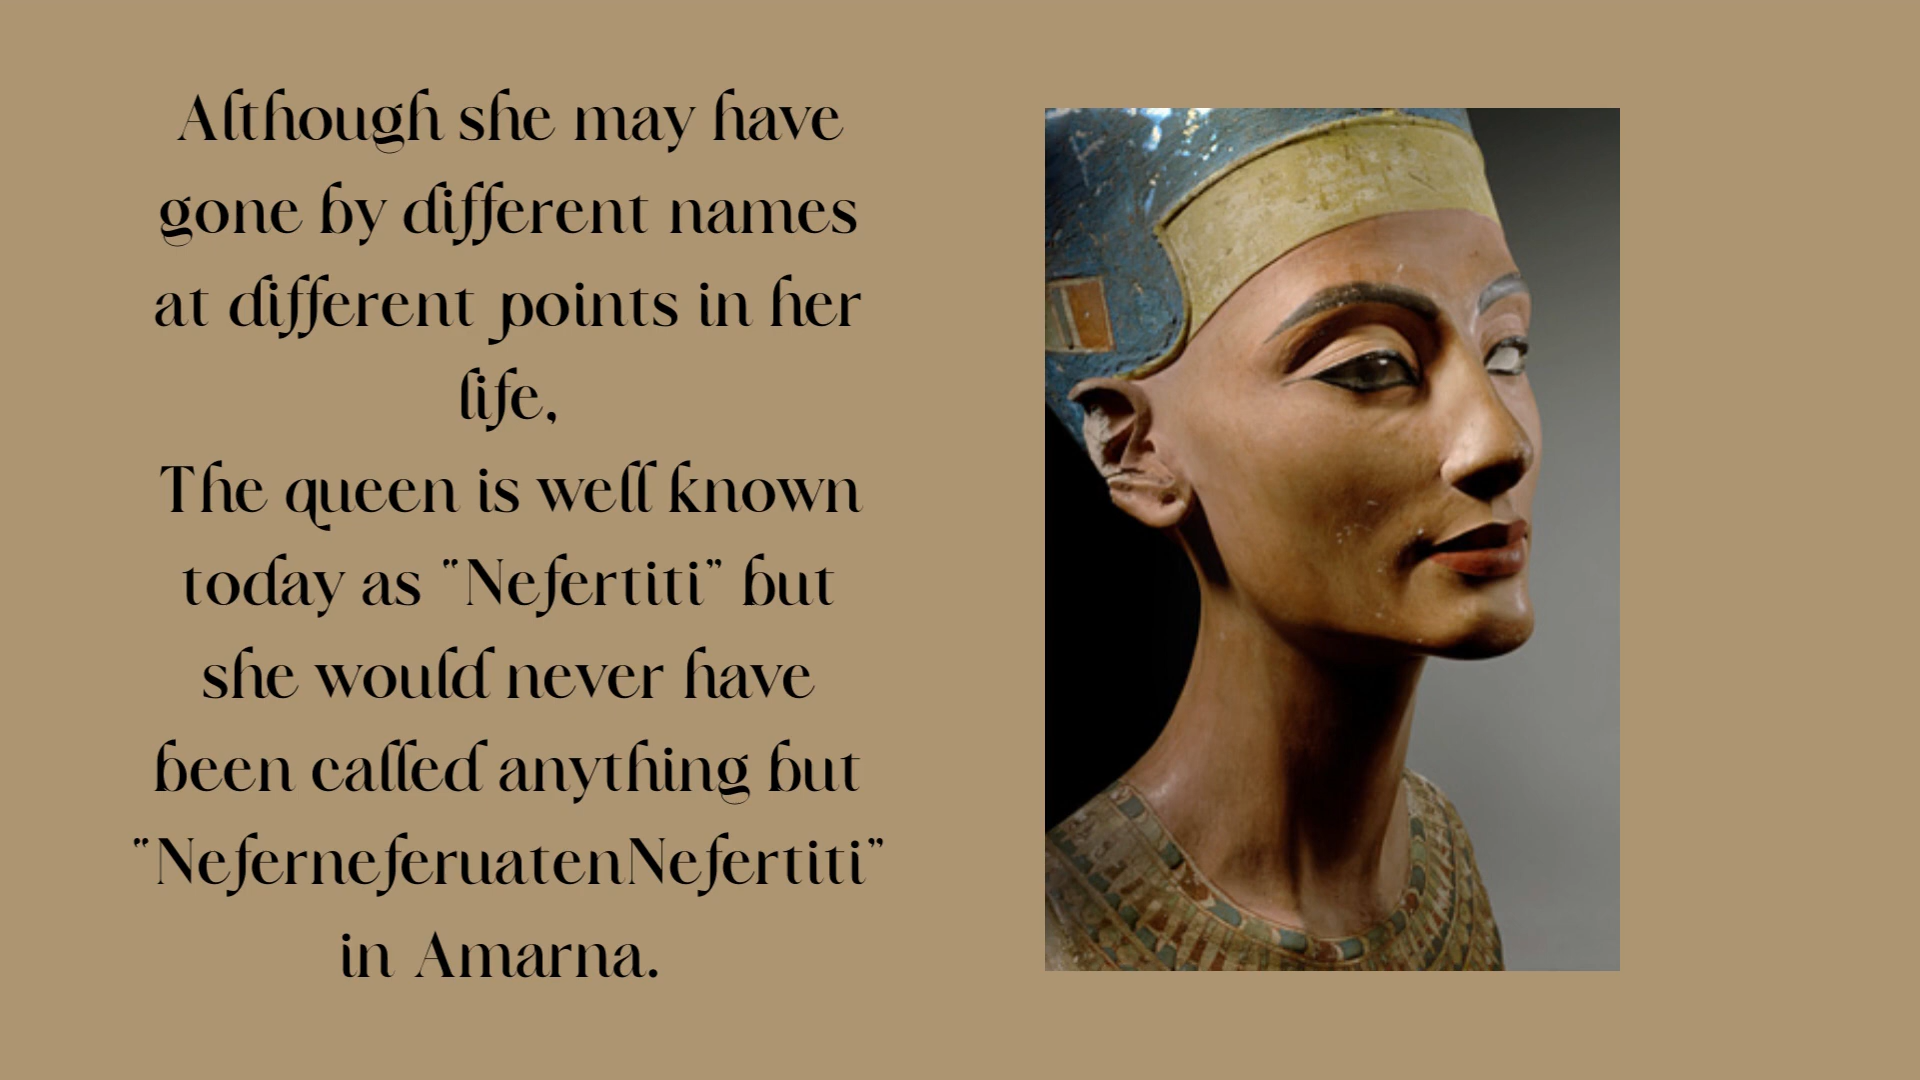 Although she may have
gone by different names
at different points in her
life,
The queen is well known
today as "Nefertiti" but
she would never have
been called anything but
"NeferneferuatenNefertiti"
in Amarna.